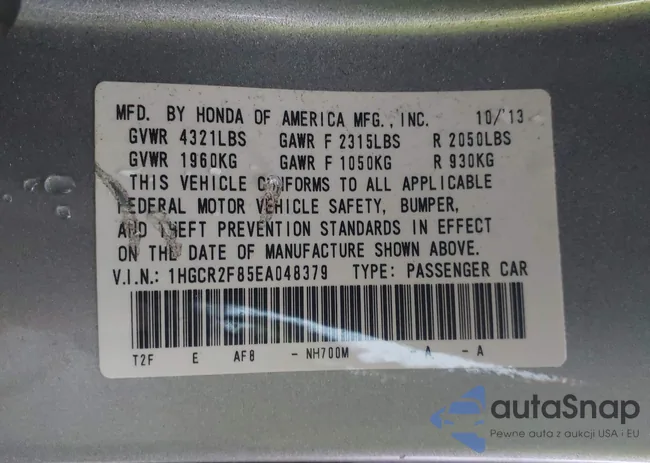 MFD. BY HONDA OF AMERICA MFG., INC. 10/'13
GVWR 4321LBS GAWR F 2315LBS R 2050LBS
GVWR 1960KG GAWR F 1050KG R 930KG
THIS VEHICLE CONFORMS TO ALL APPLICABLE
FEDERAL MOTOR VEHICLE SAFETY, BUMPER,
AND THEFT PREVENTION STANDARDS IN EFFECT
ON THE DATE OF MANUFACTURE SHOWN ABOVE.
V.I.N.: 1HGCR2F85EA048379 TYPE: PASSENGER CAR
T2F E AF8 - NH700M - A - A
autaSnap
Pewne auta z aukcji USA · EU